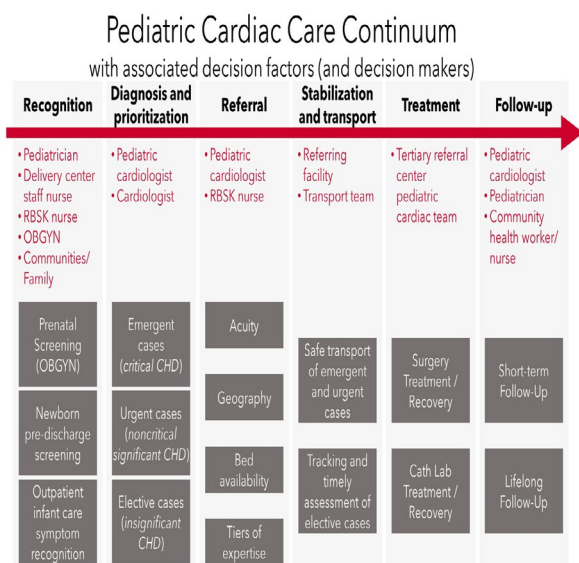 Pediatric Cardiac Care Continuum
with associated decision factors (and decision makers)
Recognition
• Pediatrician
• Delivery center
staff nurse
• RBSK nurse
• OBGYN
• Communities/
Family
Prenatal
Screening
(OBGYN)
Newborn
pre-discharge
screening
Outpatient
infant care
symptom
recognition
Diagnosis and
prioritization
• Pediatric
cardiologist
• Cardiologist
Emergent
cases
(critical CHD)
Urgent cases
(noncritical
significant CHD)
Elective cases
(insignificant
CHD)
Referral
• Pediatric
cardiologist
• RBSK nurse
Acuity
Geography
Bed
availability
Tiers of
expertise
Stabilization
and transport
• Referring
facility
• Transport team
Safe transport
of emergent
and urgent
cases
Tracking and
timely
assessment of
elective cases
Treatment
• Tertiary referral
center
pediatric
cardiac team
Surgery
Treatment /
Recovery
Cath Lab
Treatment /
Recovery
Follow-up
• Pediatric
cardiologist
• Pediatrician
• Community
health worker/
nurse
Short-term
Follow-Up
Lifelong
Follow-Up